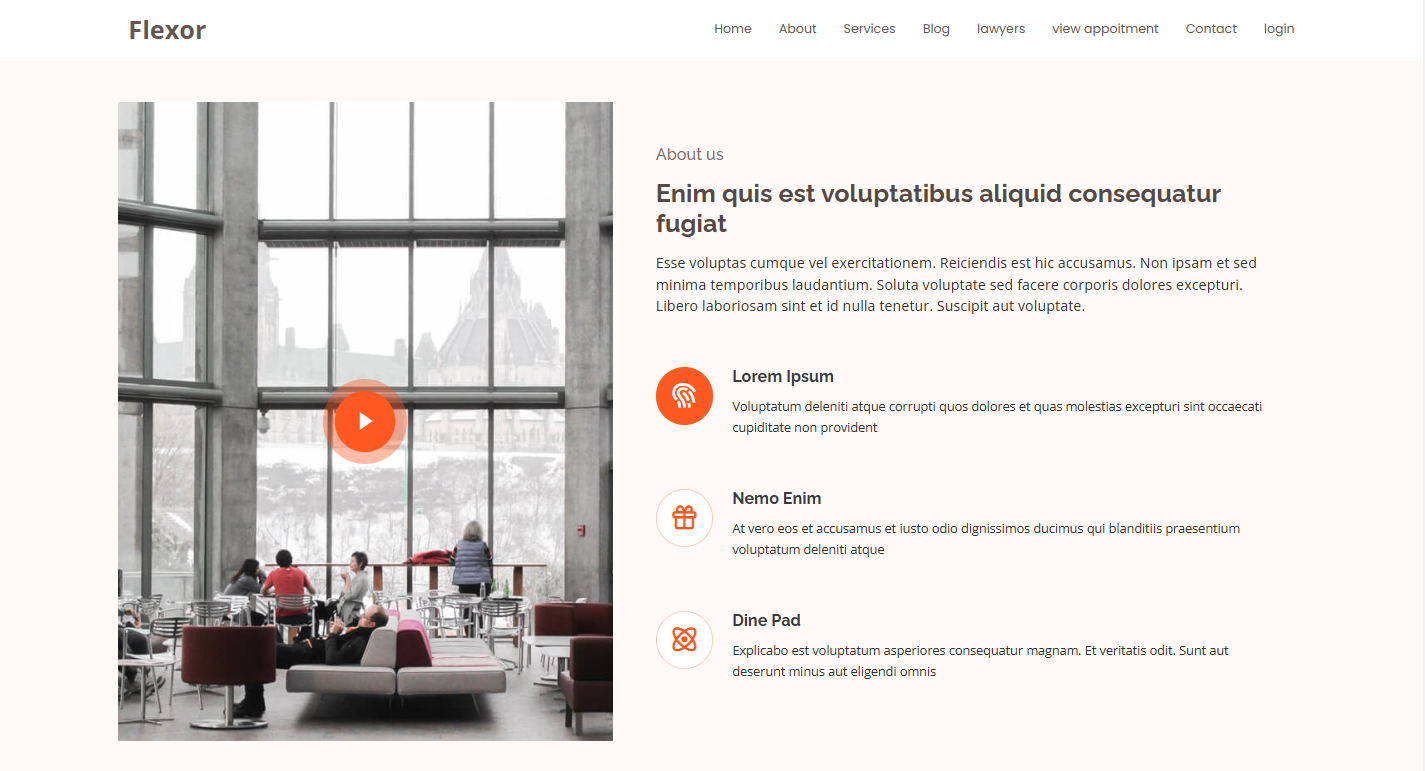 Flexor
Home About Services Blog lawyers view appoitment Contact login
About us
Enim quis est voluptatibus aliquid consequatur
fugiat
Esse voluptas cumque vel exercitationem. Reiciendis est hic accusamus. Non ipsam et sed
minima temporibus laudantium. Soluta voluptate sed facere corporis dolores excepturi.
Libero laboriosam sint et id nulla tenetur. Suscipit aut voluptate.
Lorem Ipsum
Voluptatum deleniti atque corrupti quos dolores et quas molestias excepturi sint occaecati
cupiditate non provident
Nemo Enim
At vero eos et accusamus et iusto odio dignissimos ducimus qui blanditiis praesentium
voluptatum deleniti atque
Dine Pad
Explicabo est voluptatum asperiores consequatur magnam. Et veritatis odit. Sunt aut
deserunt minus aut eligendi omnis